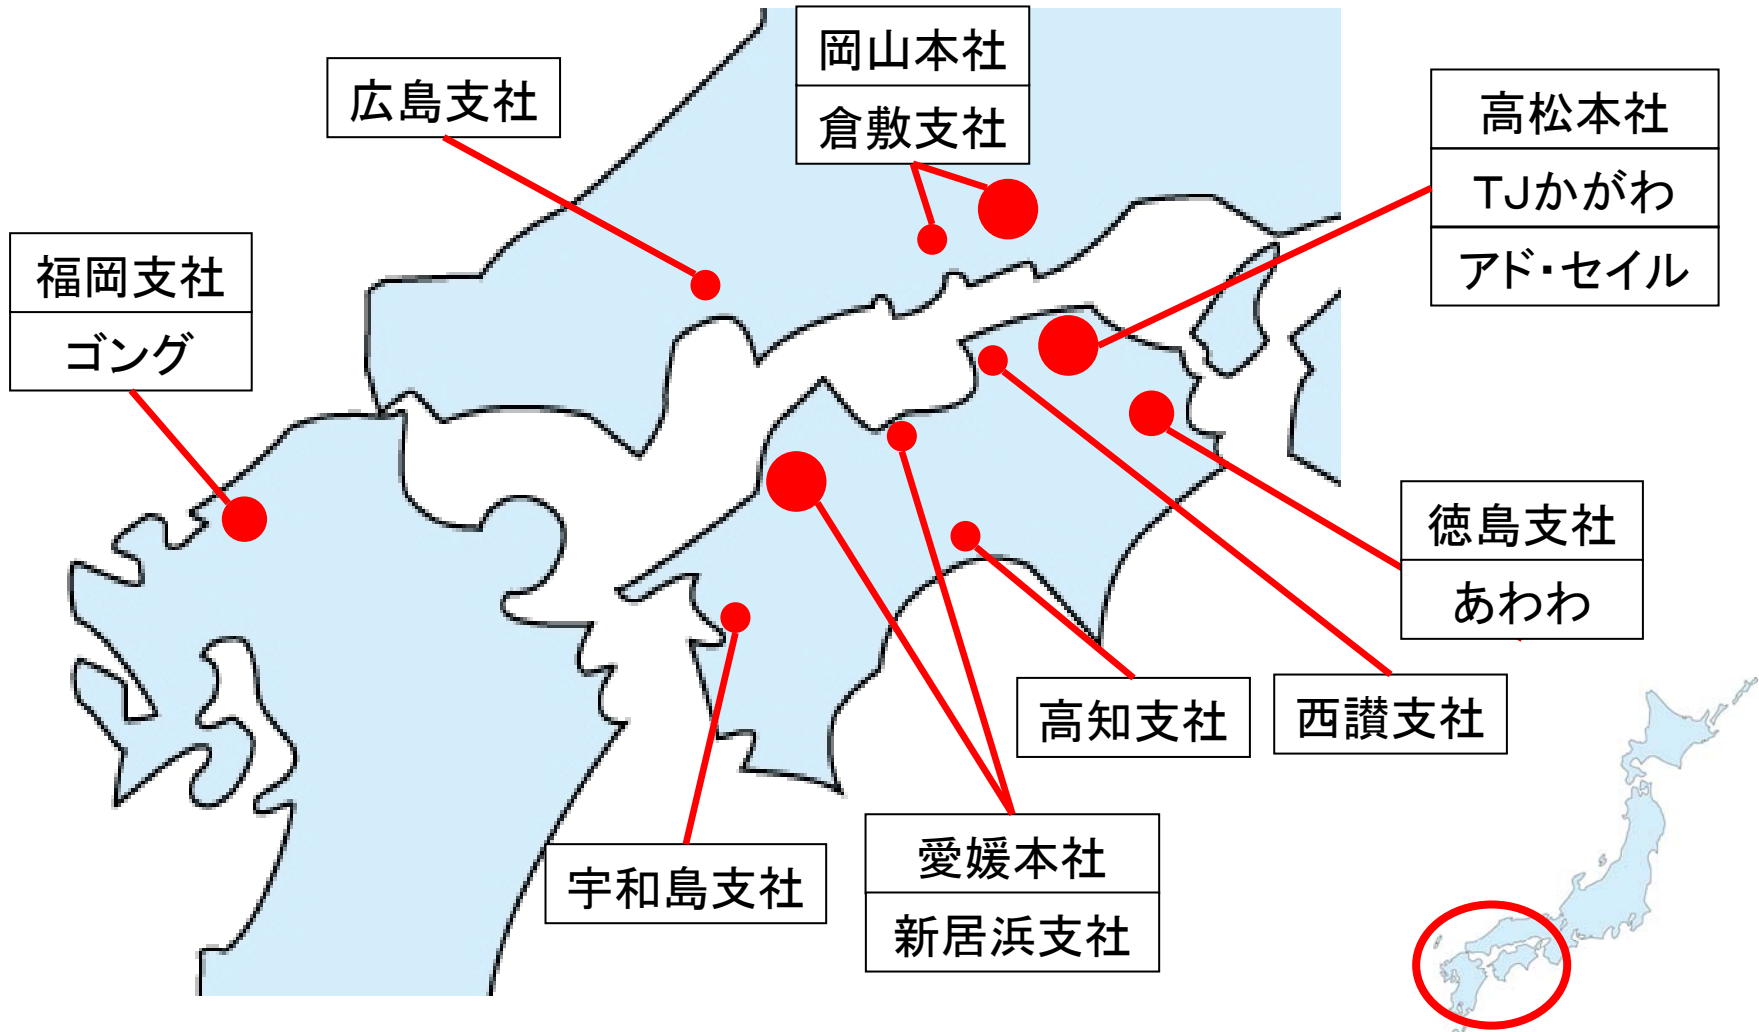 岡山本社
倉敷支社
広島支社
高松本社
TJかがわ
アド・セイル
福岡支社
ゴング
徳島支社
あわわ
高知支社
西讃支社
愛媛本社
新居浜支社
宇和島支社